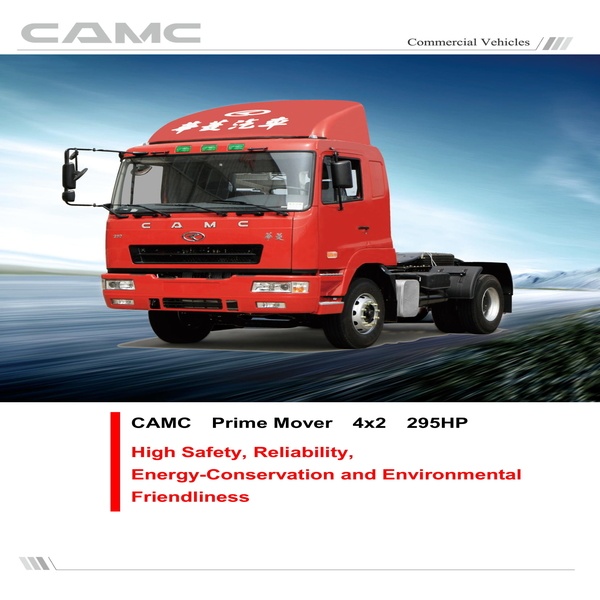 CAMC
Commercial Vehicles
华菱汽车
CAMC
华菱
CAMC Prime Mover 4x2 295HP
High Safety, Reliability,
Energy-Conservation and Environmental
Friendliness